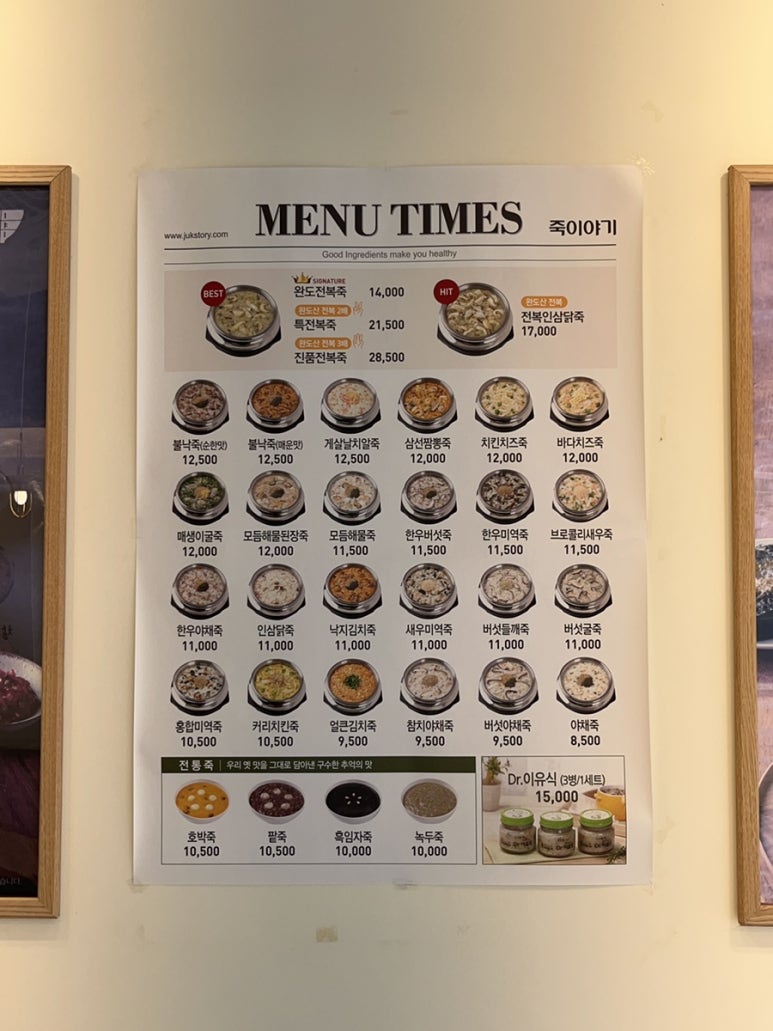 MENU TIMES
www.jukstory.com
죽이야기
Good Ingredients make you healthy
BEST
SIGNATURE
완도전복죽 14,000
완도산 전복 2배
특전복죽 21,500
완도산 전복 3배
진품전복죽 28,500
HIT
완도산 전복
전복인삼닭죽
17,000
불낙죽(순한맛) 불낙죽(매운맛) 게살날치알죽 삼선짬뽕죽 치킨치즈죽 바다치즈죽
12,500 12,500 12,500 12,000 12,000 12,000
매생이굴죽 모듬해물된장죽 모듬해물죽 한우버섯죽 한우미역죽 브로콜리새우죽
12,000 12,000 11,500 11,500 11,500 11,500
한우야채죽 인삼닭죽 낙지김치죽 새우미역죽 버섯들깨죽 버섯굴죽
11,000 11,000 11,000 11,000 11,000 11,000
홍합미역죽 커리치킨죽 얼큰김치죽 참치야채죽 버섯야채죽 야채죽
10,500 10,500 9,500 9,500 9,500 8,500
전통죽 | 우리 옛 맛을 그대로 담아낸 구수한 추억의 맛
호박죽 팥죽 흑임자죽 녹두죽
10,500 10,500 10,000 10,000
Dr.이유식 (3병/1세트)
15,000
습니다.